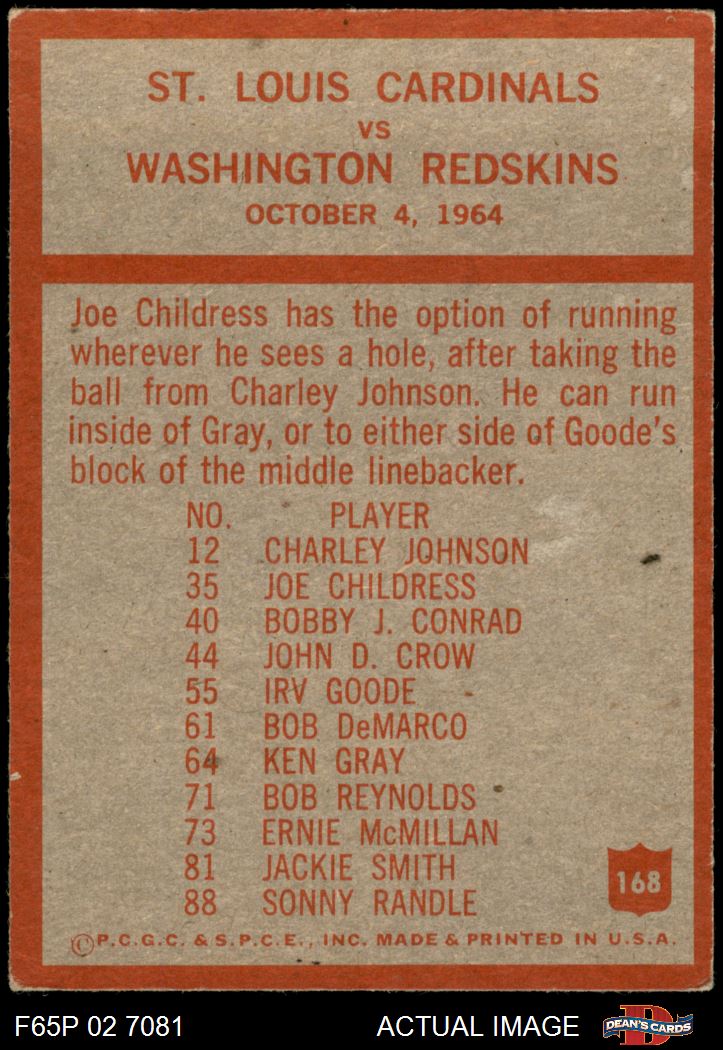 ST. LOUIS CARDINALS
VS
WASHINGTON REDSKINS
OCTOBER 4, 1964
Joe Childress has the option of running
wherever he sees a hole, after taking the
ball from Charley Johnson. He can run
inside of Gray, or to either side of Goode's
block of the middle linebacker.
NO. PLAYER
12 CHARLEY JOHNSON
35 JOE CHILDRESS
40 BOBBY J. CONRAD
44 JOHN D. CROW
55 IRV GOODE
61 BOB DeMARCO
64 KEN GRAY
71 BOB REYNOLDS
73 ERNIE McMILLAN
81 JACKIE SMITH
88 SONNY RANDLE
168
©P.C.G.C. & S.P.C.E., INC. MADE & PRINTED IN U.S.A.
F65P 02 7081 ACTUAL IMAGE
D
DEAN'S CARDS